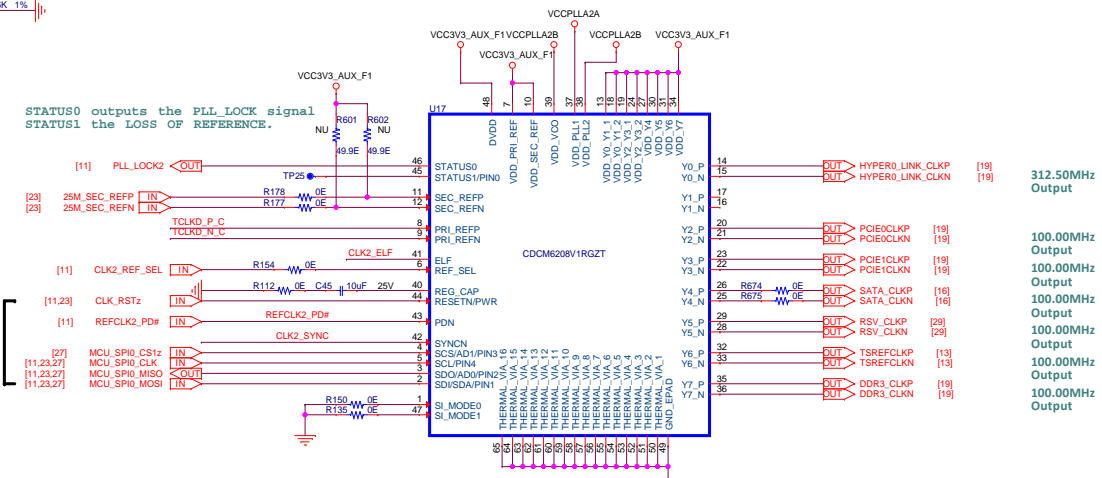 K 1%
VCCPLLA2A
VCC3V3_AUX_F1 VCCPLLA2B VCCPLLA2B VCC3V3_AUX_F1
VCC3V3_AUX_F1
VCC3V3_AUX_F1
STATUS0 outputs the PLL_LOCK signal
STATUS1 the LOSS OF REFERENCE.
R601 R602
NU NU
49.9E 49.9E
U17
48 7 10 39 37 38 13 18 19 24 27 30 31 34
DVDD
VDD_PRI_REF
VDD_SEC_REF
VDD_VCO
VDD_PLL1
VDD_PLL2
VDD_Y0_Y1_1
VDD_Y0_Y1_2
VDD_Y2_Y3_1
VDD_Y2_Y3_2
VDD_Y4
VDD_Y5
VDD_Y6
VDD_Y7
[11] PLL_LOCK2 OUT 46 STATUS0
TP25 45 STATUS1/PIN0
[23] 25M_SEC_REFP IN R178 0E 11 SEC_REFP
[23] 25M_SEC_REFN IN R177 0E 12 SEC_REFN
TCLKD_P_C 8 PRI_REFP
TCLKD_N_C 9 PRI_REFN
CLK2_ELF 41 ELF
[11] CLK2_REF_SEL IN R154 0E 6 REF_SEL
R112 0E C45 10uF 25V 40 REG_CAP
[11,23] CLK_RSTz IN 44 RESETN/PWR
[11] REFCLK2_PD# IN REFCLK2_PD# 43 PDN
CLK2_SYNC 42 SYNCN
[27] MCU_SPI0_CS1z IN 4 SCS/AD1/PIN3
[11,23,27] MCU_SPI0_CLK IN 5 SCL/PIN4
[11,23,27] MCU_SPI0_MISO OUT 3 SDO/AD0/PIN2
[11,23,27] MCU_SPI0_MOSI IN 2 SDI/SDA/PIN1
R150 0E 1 SI_MODE0
R135 0E 47 SI_MODE1
CDCM6208V1RGZT
Y0_P 14 OUT HYPER0_LINK_CLKP [19]
Y0_N 15 OUT HYPER0_LINK_CLKN [19]
312.50MHz
Output
Y1_P 17
Y1_N 16
Y2_P 20 OUT PCIE0CLKP [19]
Y2_N 21 OUT PCIE0CLKN [19]
100.00MHz
Output
Y3_P 23 OUT PCIE1CLKP [19]
Y3_N 22 OUT PCIE1CLKN [19]
100.00MHz
Output
Y4_P 26 R674 0E OUT SATA_CLKP [16]
Y4_N 25 R675 0E OUT SATA_CLKN [16]
100.00MHz
Output
Y5_P 29 OUT RSV_CLKP [29]
Y5_N 28 OUT RSV_CLKN [29]
100.00MHz
Output
Y6_P 32 OUT TSREFCLKP [13]
Y6_N 33 OUT TSREFCLKN [13]
100.00MHz
Output
Y7_P 35 OUT DDR3_CLKP [19]
Y7_N 36 OUT DDR3_CLKN [19]
100.00MHz
Output
THERMAL_VIA_16
THERMAL_VIA_15
THERMAL_VIA_14
THERMAL_VIA_13
THERMAL_VIA_12
THERMAL_VIA_11
THERMAL_VIA_10
THERMAL_VIA_9
THERMAL_VIA_8
THERMAL_VIA_7
THERMAL_VIA_6
THERMAL_VIA_5
THERMAL_VIA_4
THERMAL_VIA_3
THERMAL_VIA_2
THERMAL_VIA_1
GND_EPAD
65 64 63 62 61 60 59 58 57 56 55 54 53 52 51 50 49